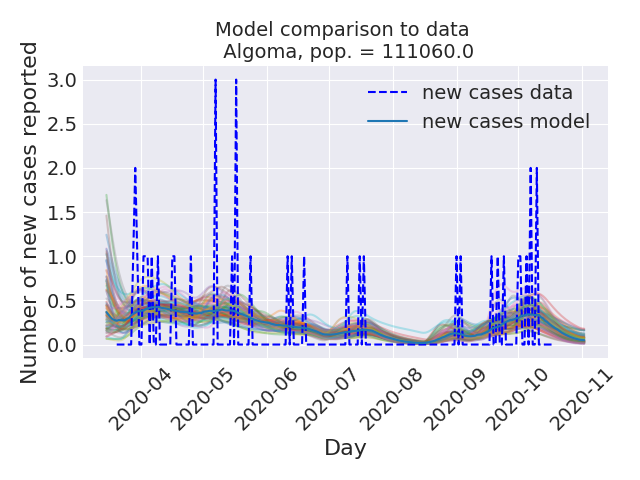 Model comparison to data
Algoma, pop. = 111060.0
new cases data
new cases model
Number of new cases reported
3.0
2.5
2.0
1.5
1.0
0.5
0.0
2020-04
2020-05
2020-06
2020-07
2020-08
2020-09
2020-10
2020-11
Day